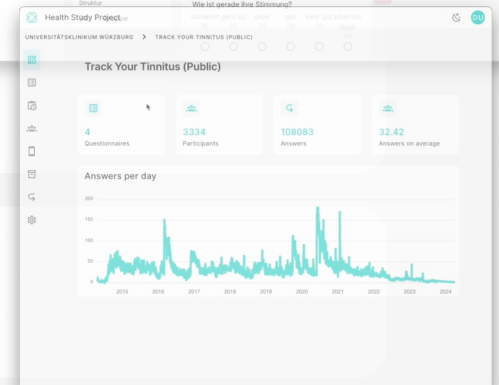 Struktur
Wie ist gerade Ihre Stimmung?
Health Study Project
DU
UNIVERSITÄTSKLINIKUM WÜRZBURG > TRACK YOUR TINNITUS (PUBLIC)
Track Your Tinnitus (Public)
4
Questionnaires
3334
Participants
108083
Answers
32.42
Answers on average
Answers per day
200
150
100
50
0
2015 2016 2017 2018 2019 2020 2021 2022 2023 2024